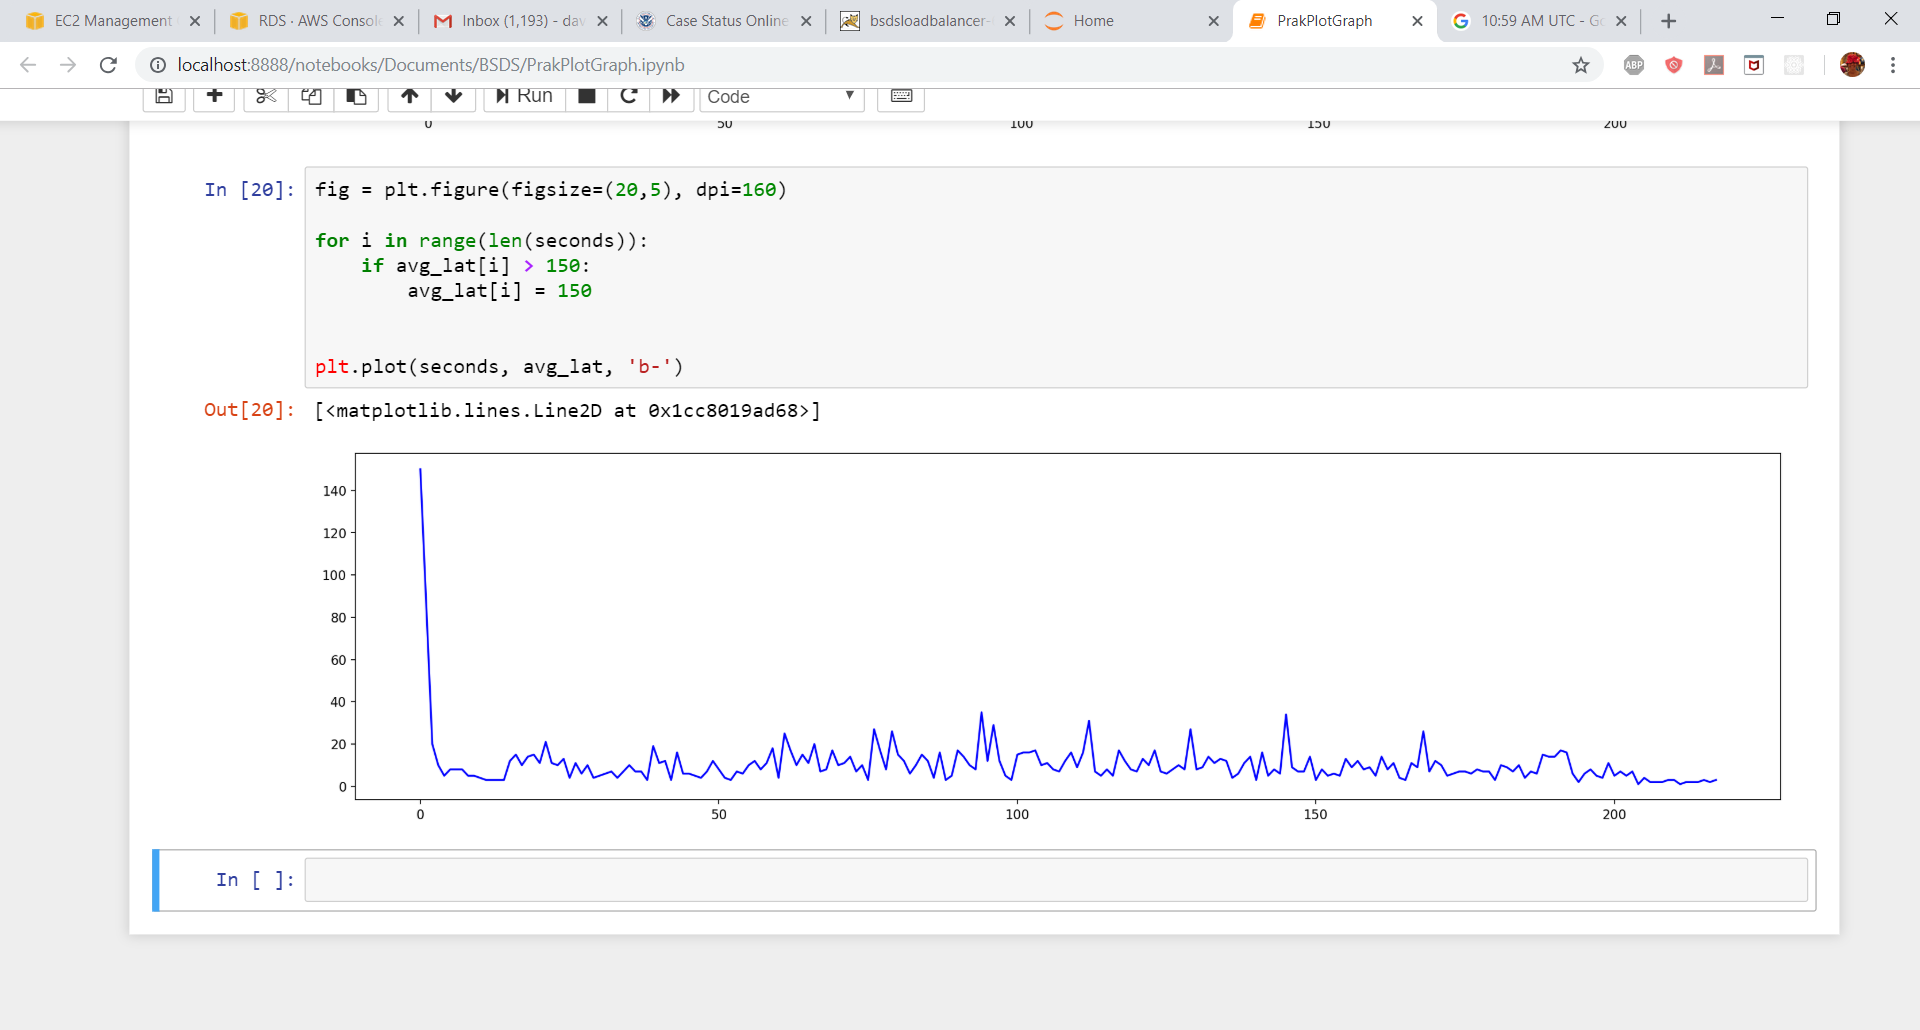 EC2 Management
RDS · AWS Console
Inbox (1,193) - dav
Case Status Online
bsdsloadbalancer-
Home
PrakPlotGraph
10:59 AM UTC - Go
localhost:8888/notebooks/Documents/BSDS/PrakPlotGraph.ipynb
ABP
Run
Code
0 50 100 150 200
In [20]:
fig = plt.figure(figsize=(20,5), dpi=160)
for i in range(len(seconds)):
if avg_lat[i] > 150:
avg_lat[i] = 150
plt.plot(seconds, avg_lat, 'b-')
Out[20]: [<matplotlib.lines.Line2D at 0x1cc8019ad68>]
140
120
100
80
60
40
20
0
0 50 100 150 200
In [ ]: